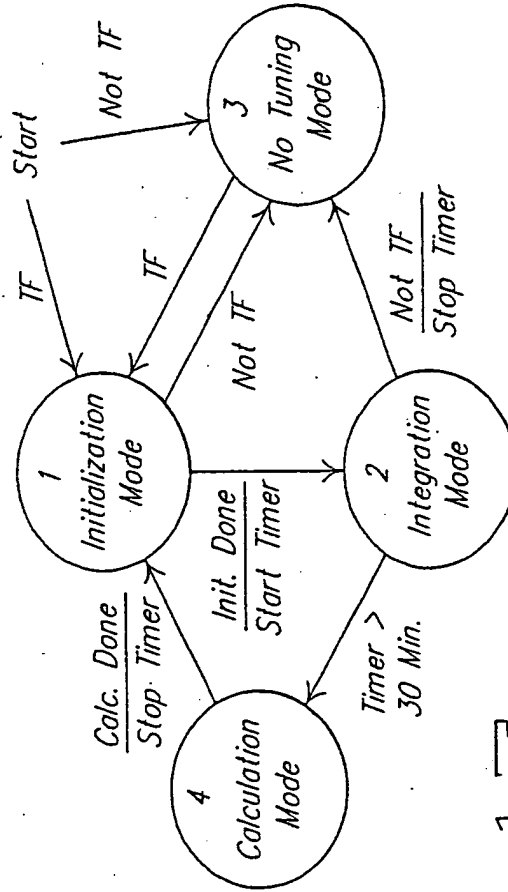 Start
TF
Not TF
1
Initialization
Mode
3
No Tuning
Mode
TF
Not TF
Calc. Done
Stop Timer
Init. Done
Start Timer
Not TF
Stop Timer
4
Calculation
Mode
2
Integration
Mode
Timer >
30 Min.